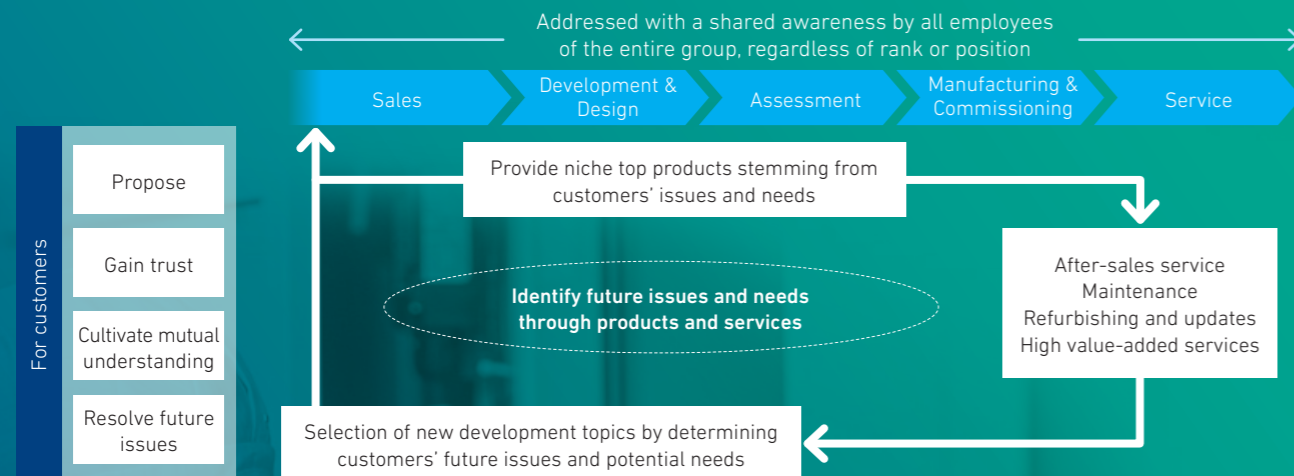 Addressed with a shared awareness by all employees
of the entire group, regardless of rank or position
Sales
Development &
Design
Assessment
Manufacturing &
Commissioning
Service
For customers
Propose
Gain trust
Cultivate mutual
understanding
Resolve future
issues
Provide niche top products stemming from
customers’ issues and needs
Identify future issues and needs
through products and services
After-sales service
Maintenance
Refurbishing and updates
High value-added services
Selection of new development topics by determining
customers’ future issues and potential needs